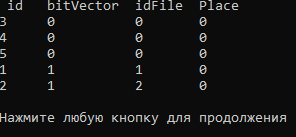 id bitVector idFile Place
3 0 0 0
4 0 0 0
5 0 0 0
1 1 1 0
2 1 2 0
Нажмите любую кнопку для продолжения